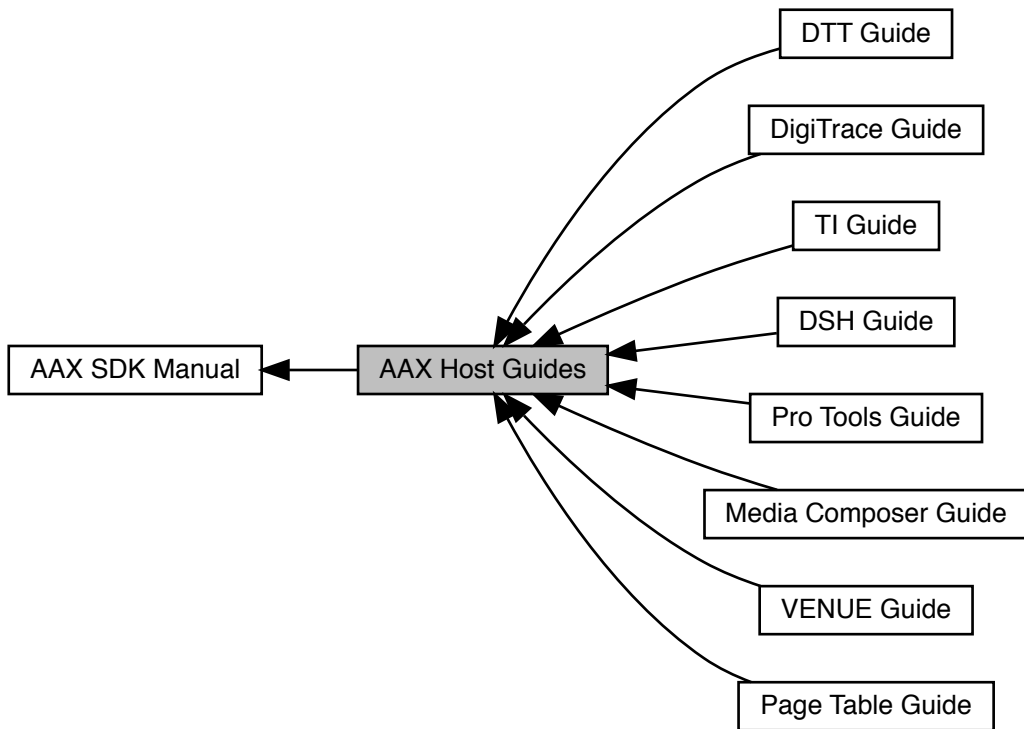 DTT Guide
DigiTrace Guide
TI Guide
DSH Guide
AAX SDK Manual
AAX Host Guides
Pro Tools Guide
Media Composer Guide
VENUE Guide
Page Table Guide